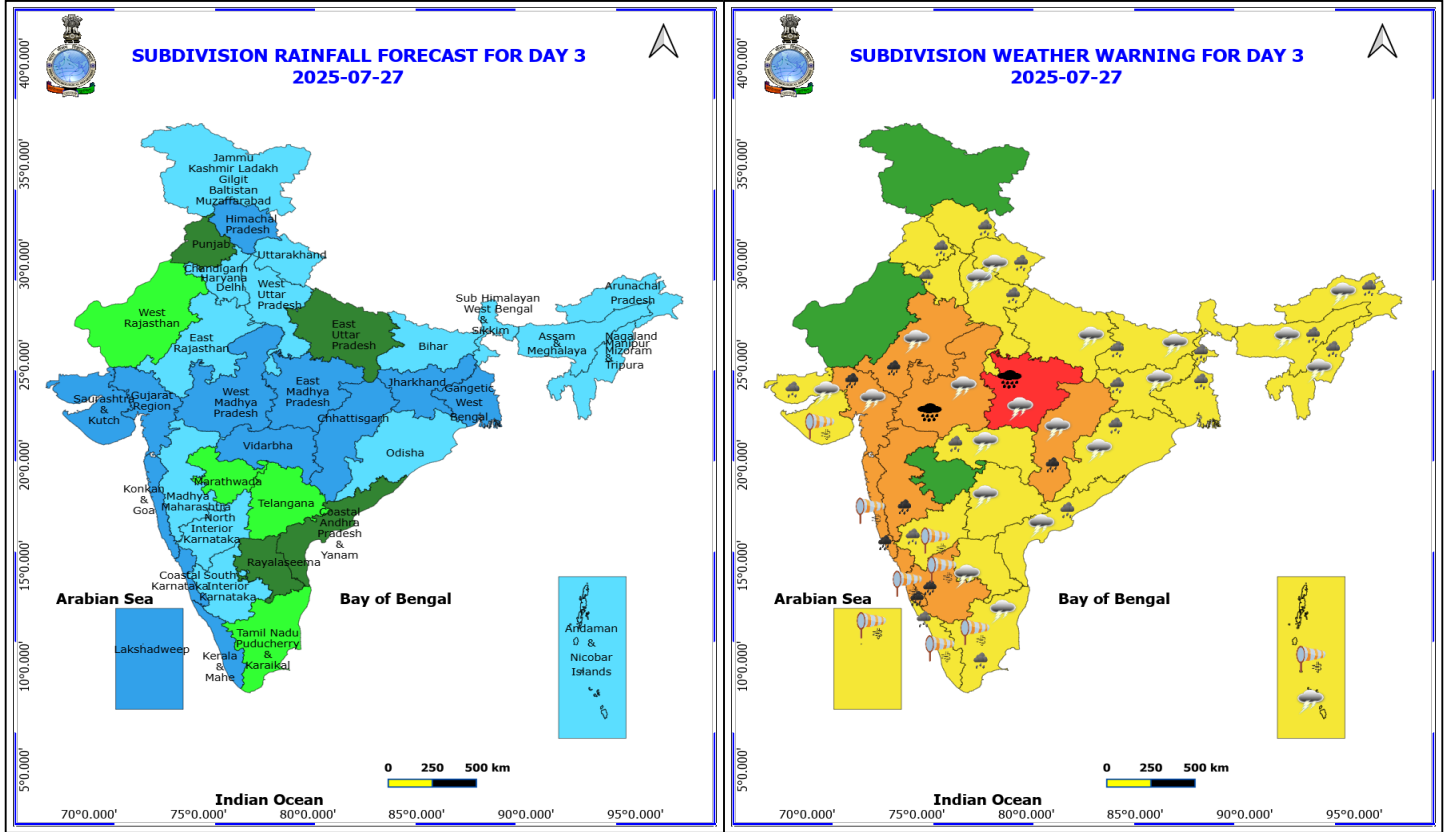 SUBDIVISION RAINFALL FORECAST FOR DAY 3
2025-07-27
40°0.000'
35°0.000'
30°0.000'
25°0.000'
20°0.000'
15°0.000'
10°0.000'
5°0.000'
Jammu
Kashmir Ladakh
Gilgit
Baltistan
Muzaffarabad
Himachal
Pradesh
Punjab
Uttarakhand
Chandigarh
Haryana
Delhi
West
Uttar
Pradesh
West
Rajasthan
East
Rajasthan
East
Uttar
Pradesh
Bihar
Sub Himalayan
West Bengal
&
Sikkim
Arunachal
Pradesh
Assam
&
Meghalaya
Nagaland
Manipur
Mizoram
&
Tripura
Saurashtra
&
Kutch
Gujarat
Region
West
Madhya
Pradesh
East
Madhya
Pradesh
Jharkhand
Gangetic
West
Bengal
Chhattisgarh
Vidarbha
Odisha
Konkan
&
Goa
Madhya
Maharashtra
Marathwada
Telangana
North
Interior
Karnataka
Coastal
Andhra
Pradesh
&
Yanam
Rayalaseema
Coastal
Karnataka
South
Interior
Karnataka
Tamil Nadu
Puducherry
&
Karaikal
Kerala
&
Mahe
Lakshadweep
Andaman
&
Nicobar
Islands
Arabian Sea
Bay of Bengal
Indian Ocean
0 250 500 km
70°0.000' 75°0.000' 80°0.000' 85°0.000' 90°0.000' 95°0.000'
SUBDIVISION WEATHER WARNING FOR DAY 3
2025-07-27
40°0.000'
35°0.000'
30°0.000'
25°0.000'
20°0.000'
15°0.000'
10°0.000'
5°0.000'
Arabian Sea
Bay of Bengal
Indian Ocean
0 250 500 km
70°0.000' 75°0.000' 80°0.000' 85°0.000' 90°0.000' 95°0.000'